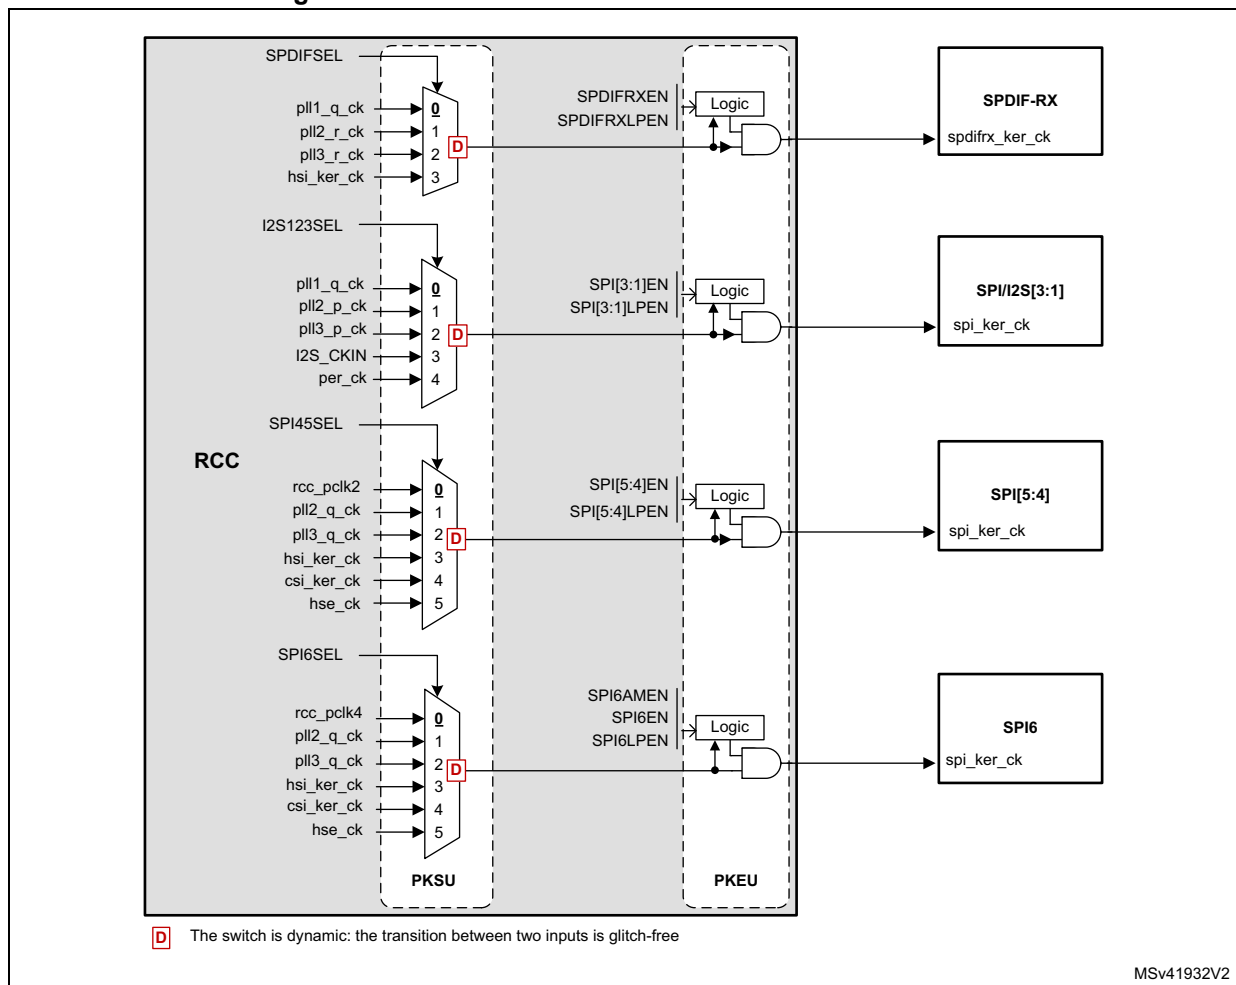 SPDIFSEL
pll1_q_ck
pll2_r_ck
pll3_r_ck
hsi_ker_ck
0
1
2
3
D
SPDIFRXEN
SPDIFRXLPEN
Logic
SPDIF-RX
spdifrx_ker_ck
I2S123SEL
pll1_q_ck
pll2_p_ck
pll3_p_ck
I2S_CKIN
per_ck
0
1
2
3
4
D
SPI[3:1]EN
SPI[3:1]LPEN
Logic
SPI/I2S[3:1]
spi_ker_ck
SPI45SEL
RCC
rcc_pclk2
pll2_q_ck
pll3_q_ck
hsi_ker_ck
csi_ker_ck
hse_ck
0
1
2
3
4
5
D
SPI[5:4]EN
SPI[5:4]LPEN
Logic
SPI[5:4]
spi_ker_ck
SPI6SEL
rcc_pclk4
pll2_q_ck
pll3_q_ck
hsi_ker_ck
csi_ker_ck
hse_ck
0
1
2
3
4
5
D
SPI6AMEN
SPI6EN
SPI6LPEN
Logic
SPI6
spi_ker_ck
PKSU
PKEU
D The switch is dynamic: the transition between two inputs is glitch-free
MSv41932V2